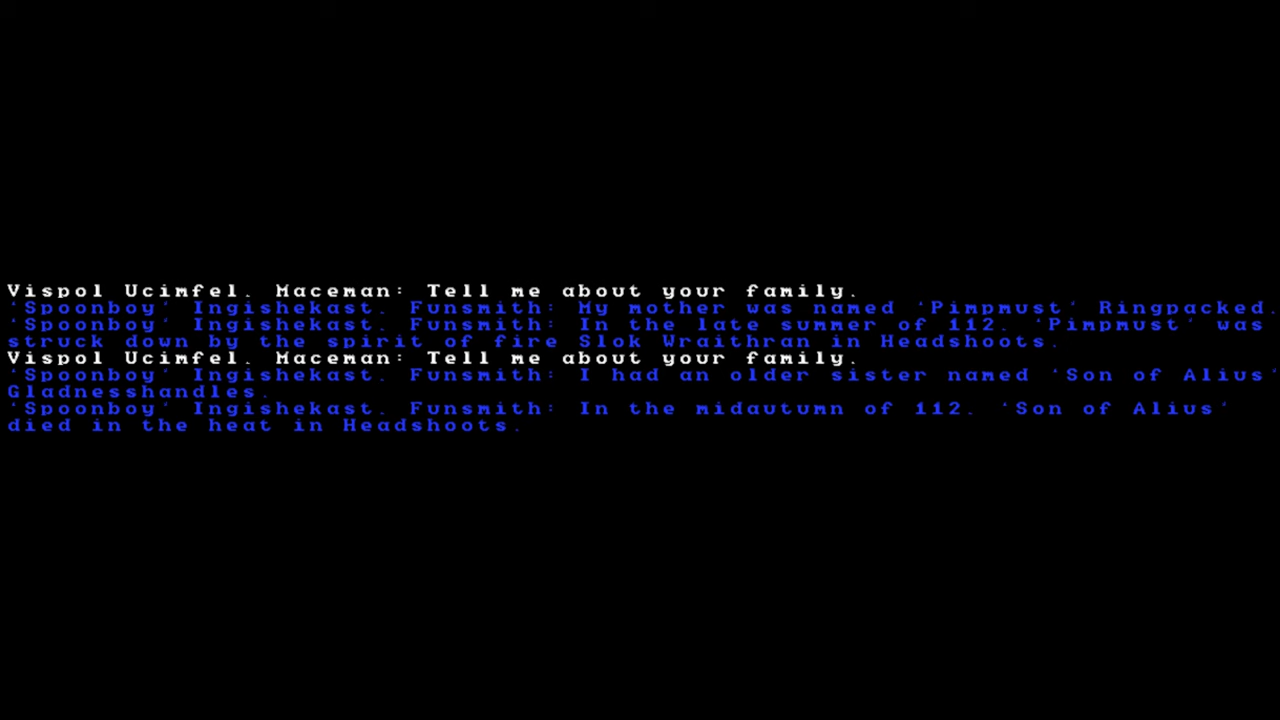 Vispol Ucimfel, Maceman: Tell me about your family.
'Spoonboy' Ingishekast, Funsmith: My mother was named 'Pimpmust' Ringpacked.
'Spoonboy' Ingishekast, Funsmith: In the late summer of 112, 'Pimpmust' was
struck down by the spirit of fire Slok Wraithran in Headshoots.
Vispol Ucimfel, Maceman: Tell me about your family.
'Spoonboy' Ingishekast, Funsmith: I had an older sister named 'Son of Alius'
Gladnesshandles.
'Spoonboy' Ingishekast, Funsmith: In the midautumn of 112, 'Son of Alius'
died in the heat in Headshoots.